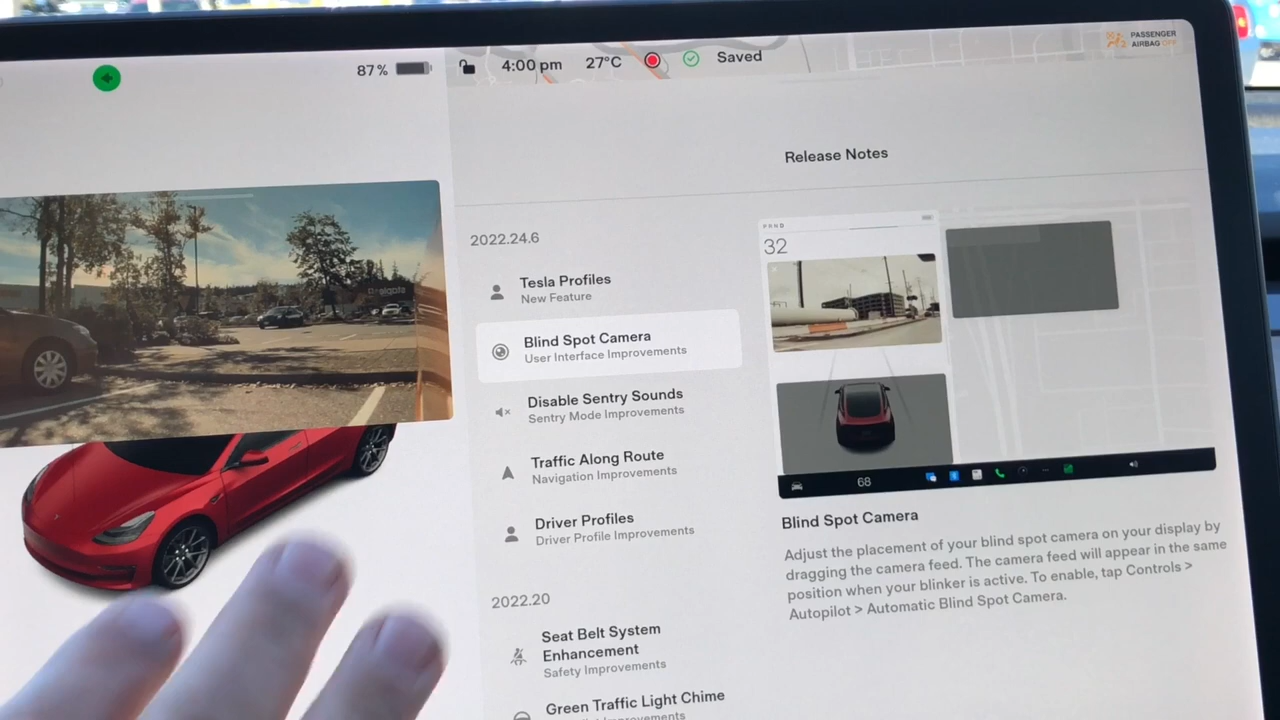 87%
4:00 pm
27°C
Saved
PASSENGER
AIRBAG OFF
Release Notes
2022.24.6
Tesla Profiles
New Feature
Blind Spot Camera
User Interface Improvements
Disable Sentry Sounds
Sentry Mode Improvements
Traffic Along Route
Navigation Improvements
Driver Profiles
Driver Profile Improvements
2022.20
Seat Belt System
Enhancement
Safety Improvements
Green Traffic Light Chime
Improvements
PRND
32
68
Blind Spot Camera
Adjust the placement of your blind spot camera on your display by
dragging the camera feed. The camera feed will appear in the same
position when your blinker is active. To enable, tap Controls >
Autopilot > Automatic Blind Spot Camera.